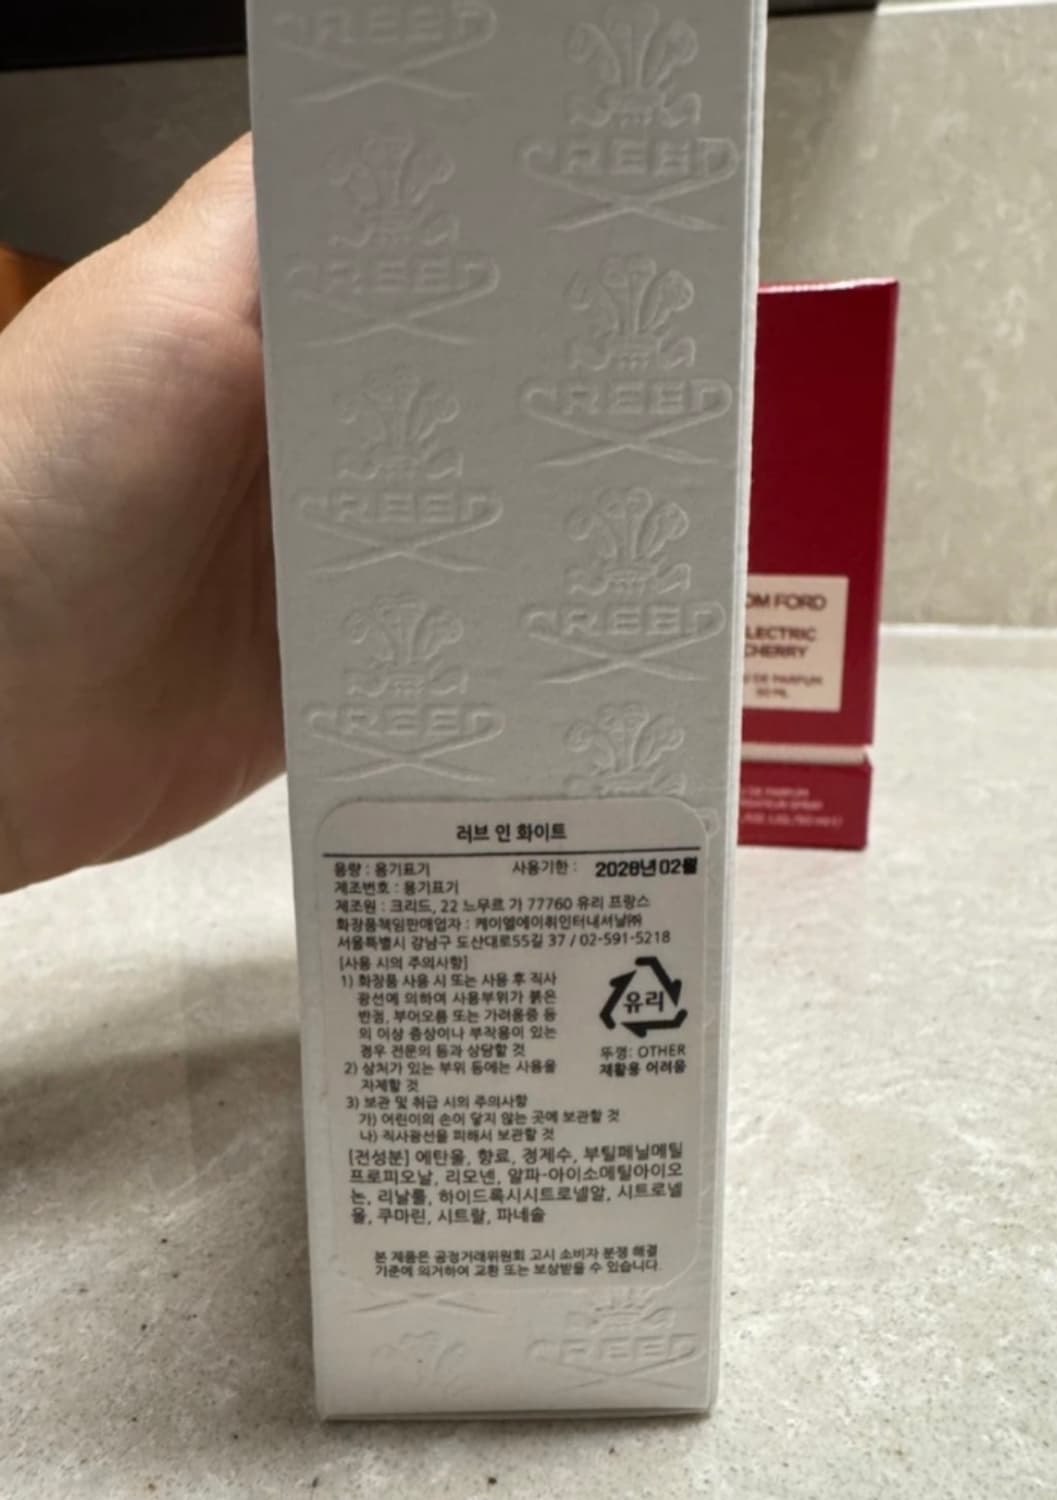 CREED
CREED
CREED
CREED
CREED
CREED
CREED
러브 인 화이트
용량 : 용기표기 사용기한 : 2028년 02월
제조번호 : 용기표기
제조원 : 크리드, 22 느무르 가 77760 유리 프랑스
화장품책임판매업자 : 케이엘에이취인터내셔날㈜
서울특별시 강남구 도산대로55길 37 / 02-591-5218
[사용 시의 주의사항]
1) 화장품 사용 시 또는 사용 후 직사
광선에 의하여 사용부위가 붉은
반점, 부어오름 또는 가려움증 등
의 이상 증상이나 부작용이 있는
경우 전문의 등과 상담할 것
2) 상처가 있는 부위 등에는 사용을
자제할 것
3) 보관 및 취급 시의 주의사항
가) 어린이의 손이 닿지 않는 곳에 보관할 것
나) 직사광선을 피해서 보관할 것
유리
뚜껑: OTHER
재활용 어려움
[전성분] 에탄올, 향료, 정제수, 부틸페닐메틸
프로피오날, 리모넨, 알파-아이소메틸아이오
논, 리날룰, 하이드록시시트로넬알, 시트로넬
올, 쿠마린, 시트랄, 파네솔
본 제품은 공정거래위원회 고시 소비자 분쟁 해결
기준에 의거하여 교환 또는 보상받을 수 있습니다.
CREED
OM FORD
LECTRIC
CHERRY
DE PARFUM
50 ML
DE PARFUM